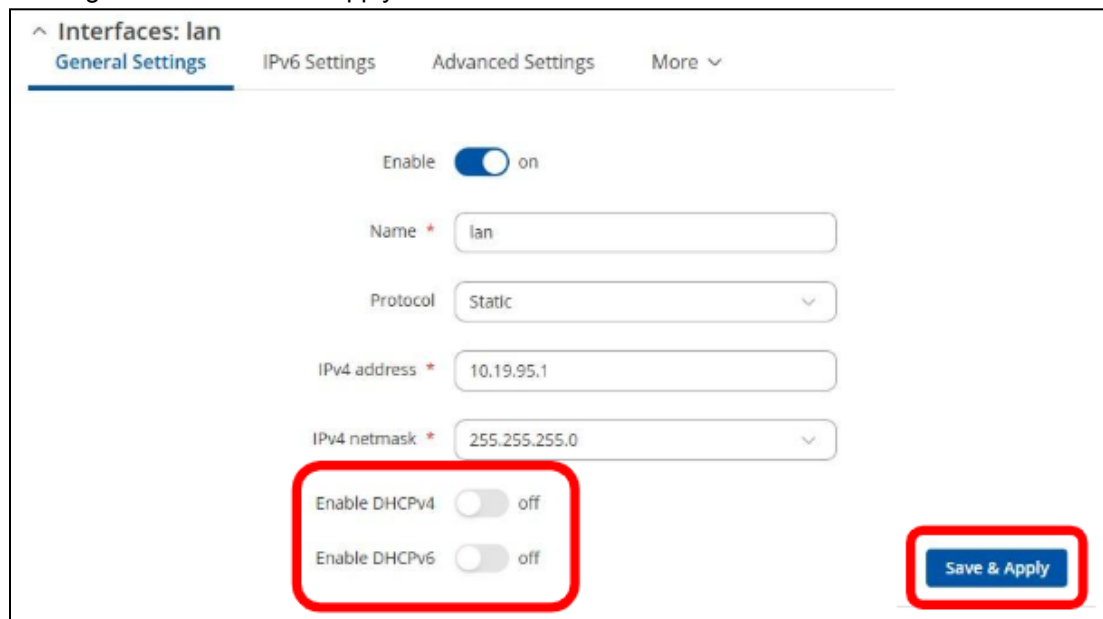 Interfaces: lan
General Settings IPv6 Settings Advanced Settings More
Enable on
Name * lan
Protocol Static
IPv4 address * 10.19.95.1
IPv4 netmask * 255.255.255.0
Enable DHCPv4 off
Enable DHCPv6 off
Save & Apply